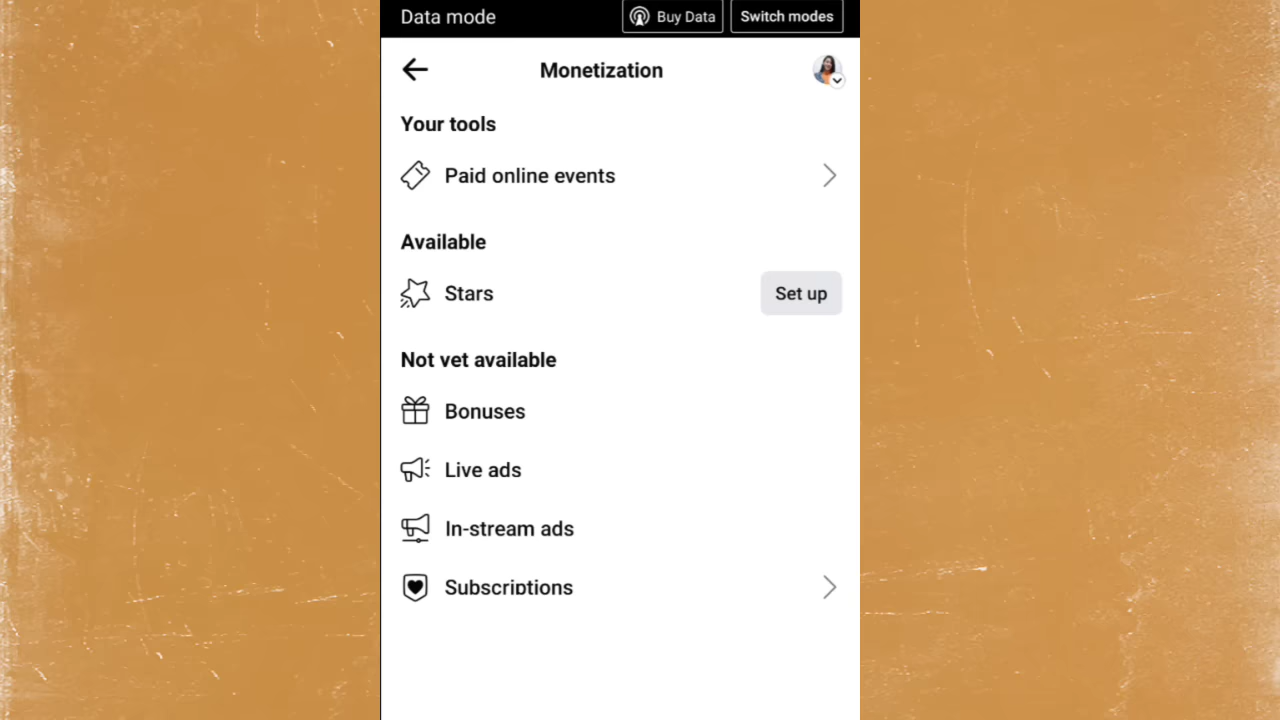 Data mode
Buy Data
Switch modes
Monetization
Your tools
Paid online events
Available
Stars
Set up
Not vet available
Bonuses
Live ads
In-stream ads
Subscriptions